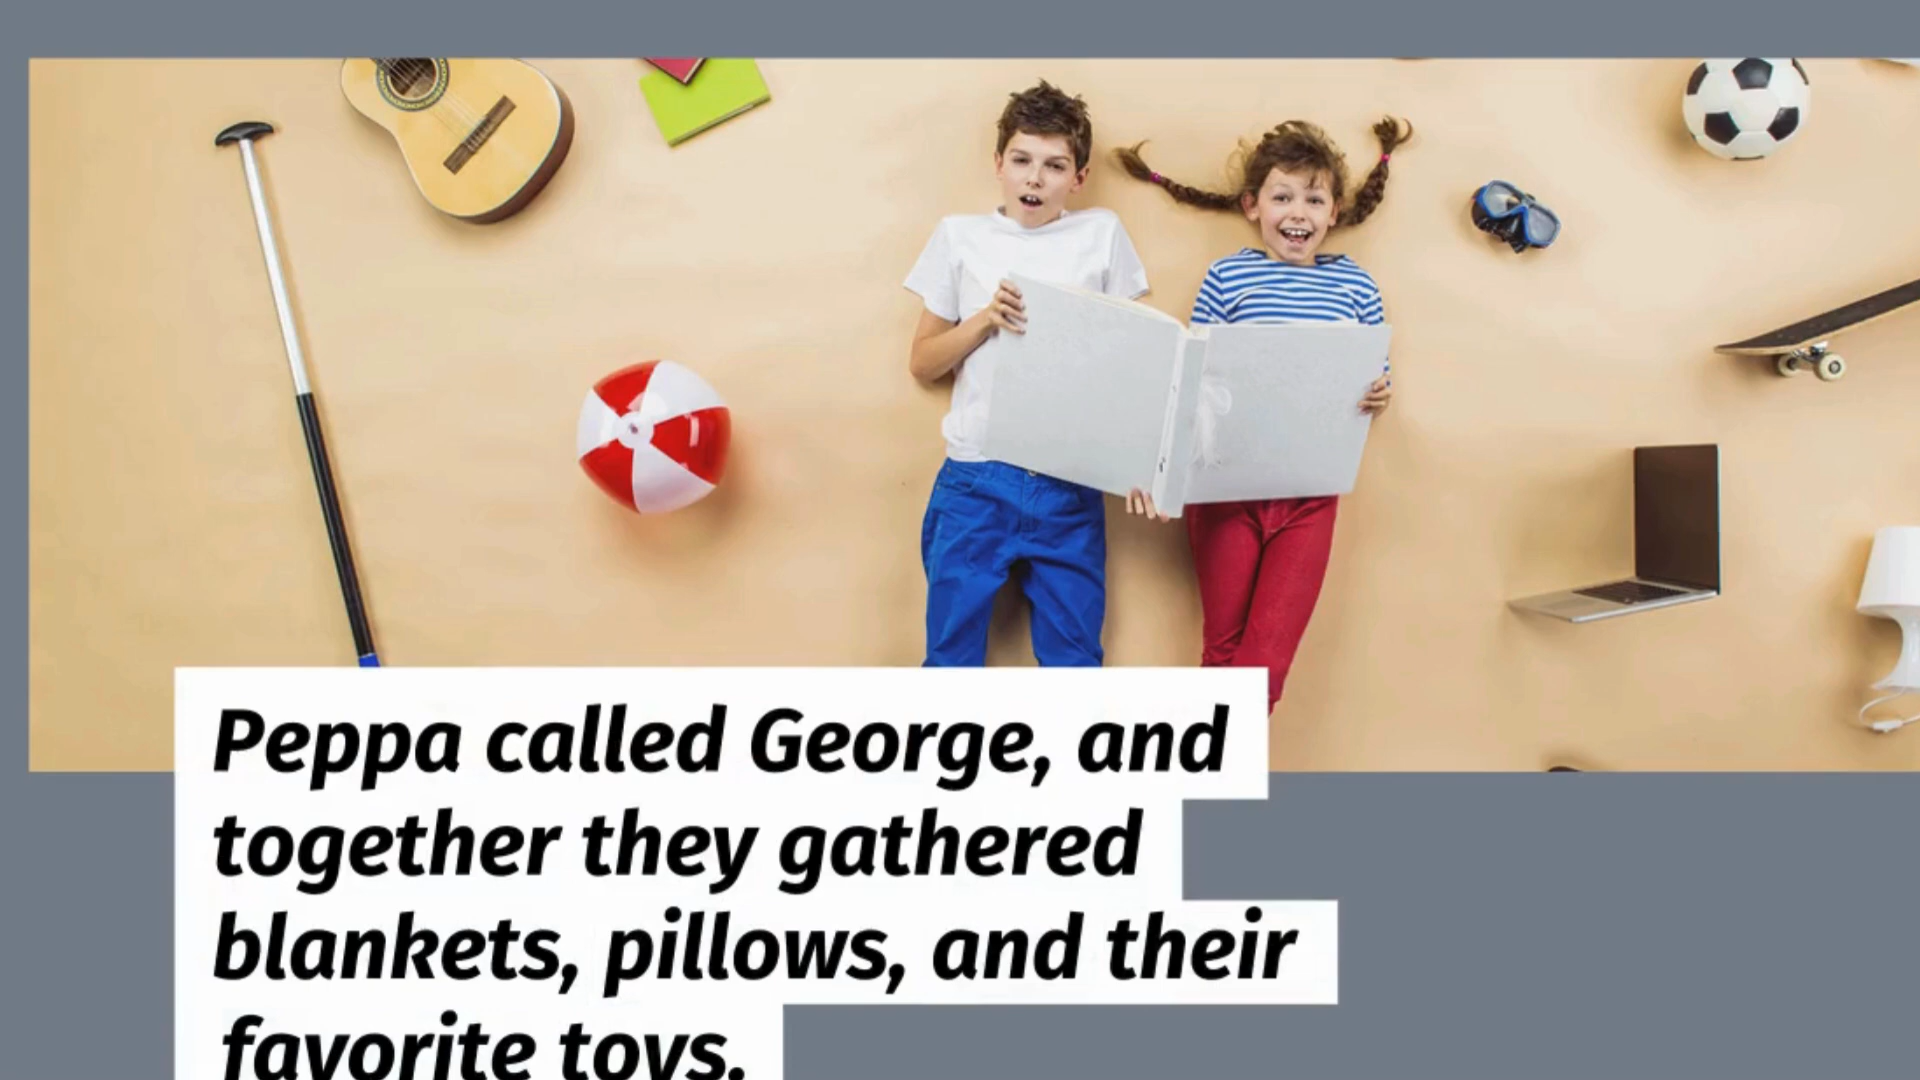 Peppa called George, and
together they gathered
blankets, pillows, and their
favorite toys.